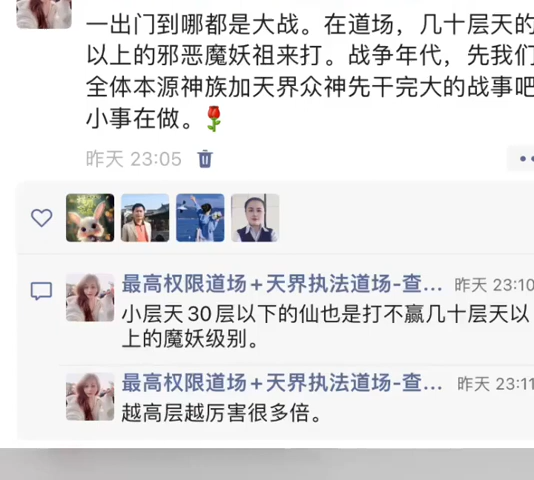 一出门到哪都是大战。在道场，几十层天的
以上的邪恶魔妖祖来打。战争年代，先我们
全体本源神族加天界众神先干完大的战事吧
小事在做。🌹
昨天 23:05
最高权限道场+天界执法道场-查... 昨天 23:10
小层天30层以下的仙也是打不赢几十层天以
上的魔妖级别。
最高权限道场+天界执法道场-查... 昨天 23:11
越高层越厉害很多倍。